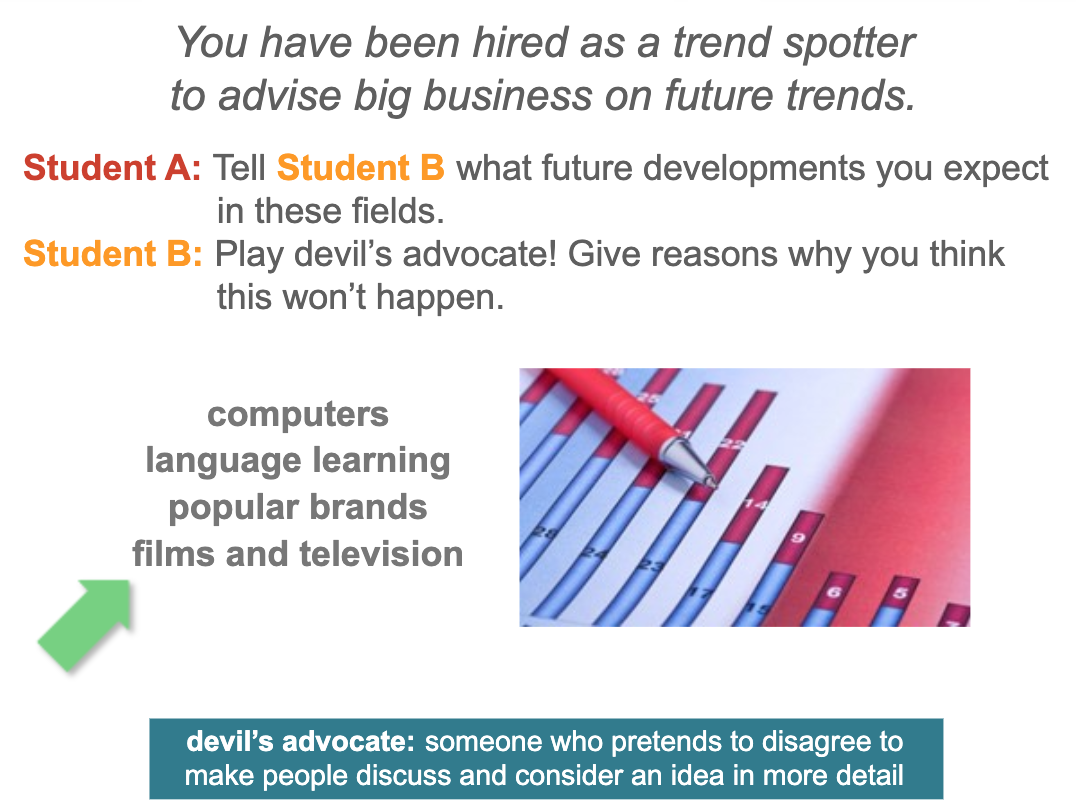 You have been hired as a trend spotter
to advise big business on future trends.
Student A: Tell Student B what future developments you expect
in these fields.
Student B: Play devil’s advocate! Give reasons why you think
this won’t happen.
computers
language learning
popular brands
films and television
25
22
14
9
6
5
28
24
23
17
15
devil’s advocate: someone who pretends to disagree to
make people discuss and consider an idea in more detail